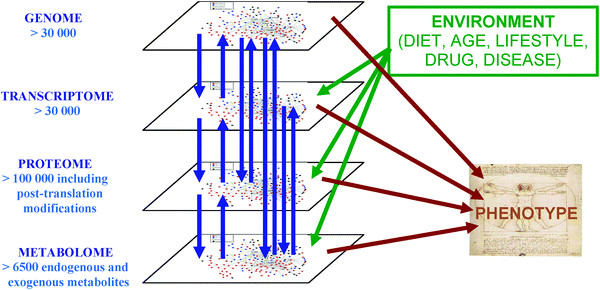 GENOME
> 30 000
TRANSCRIPTOME
> 30 000
PROTEOME
> 100 000 including
post-translation
modifications
METABOLOME
> 6500 endogenous and
exogenous metabolites
ENVIRONMENT
(DIET, AGE, LIFESTYLE,
DRUG, DISEASE)
PHENOTYPE